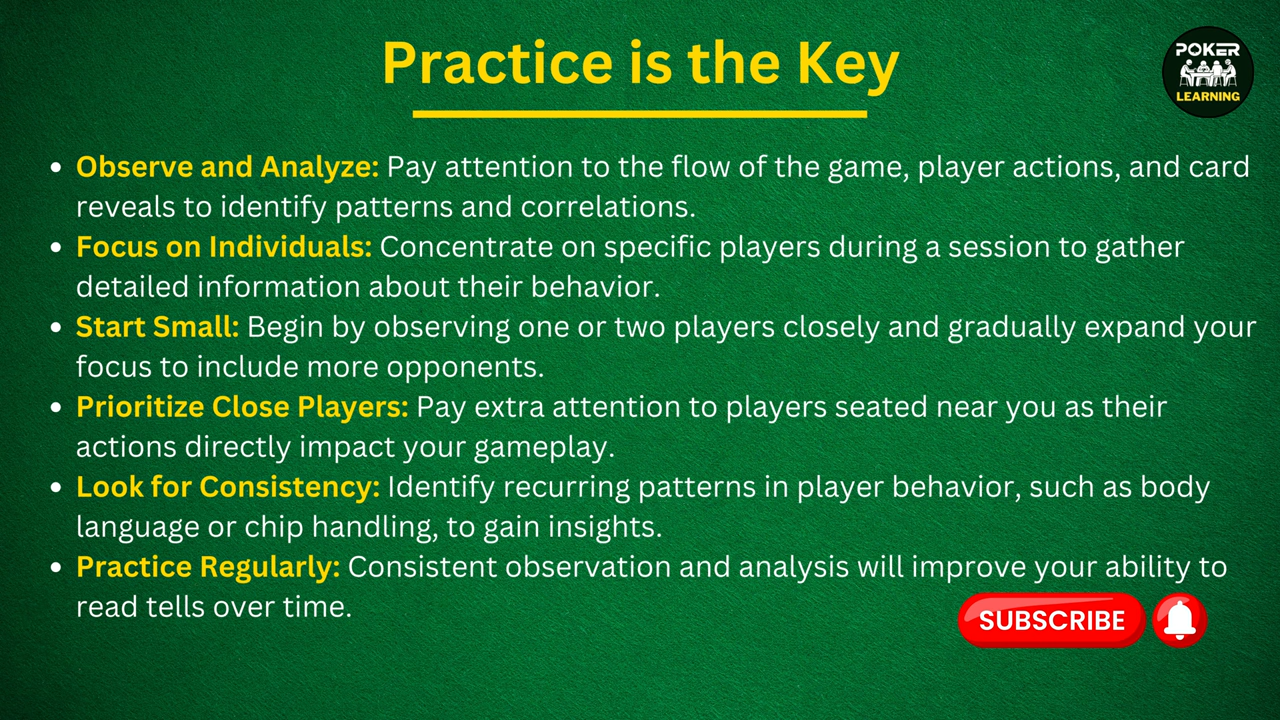 Practice is the Key
POKER
LEARNING
• Observe and Analyze: Pay attention to the flow of the game, player actions, and card
reveals to identify patterns and correlations.
• Focus on Individuals: Concentrate on specific players during a session to gather
detailed information about their behavior.
• Start Small: Begin by observing one or two players closely and gradually expand your
focus to include more opponents.
• Prioritize Close Players: Pay extra attention to players seated near you as their
actions directly impact your gameplay.
• Look for Consistency: Identify recurring patterns in player behavior, such as body
language or chip handling, to gain insights.
• Practice Regularly: Consistent observation and analysis will improve your ability to
read tells over time.
SUBSCRIBE